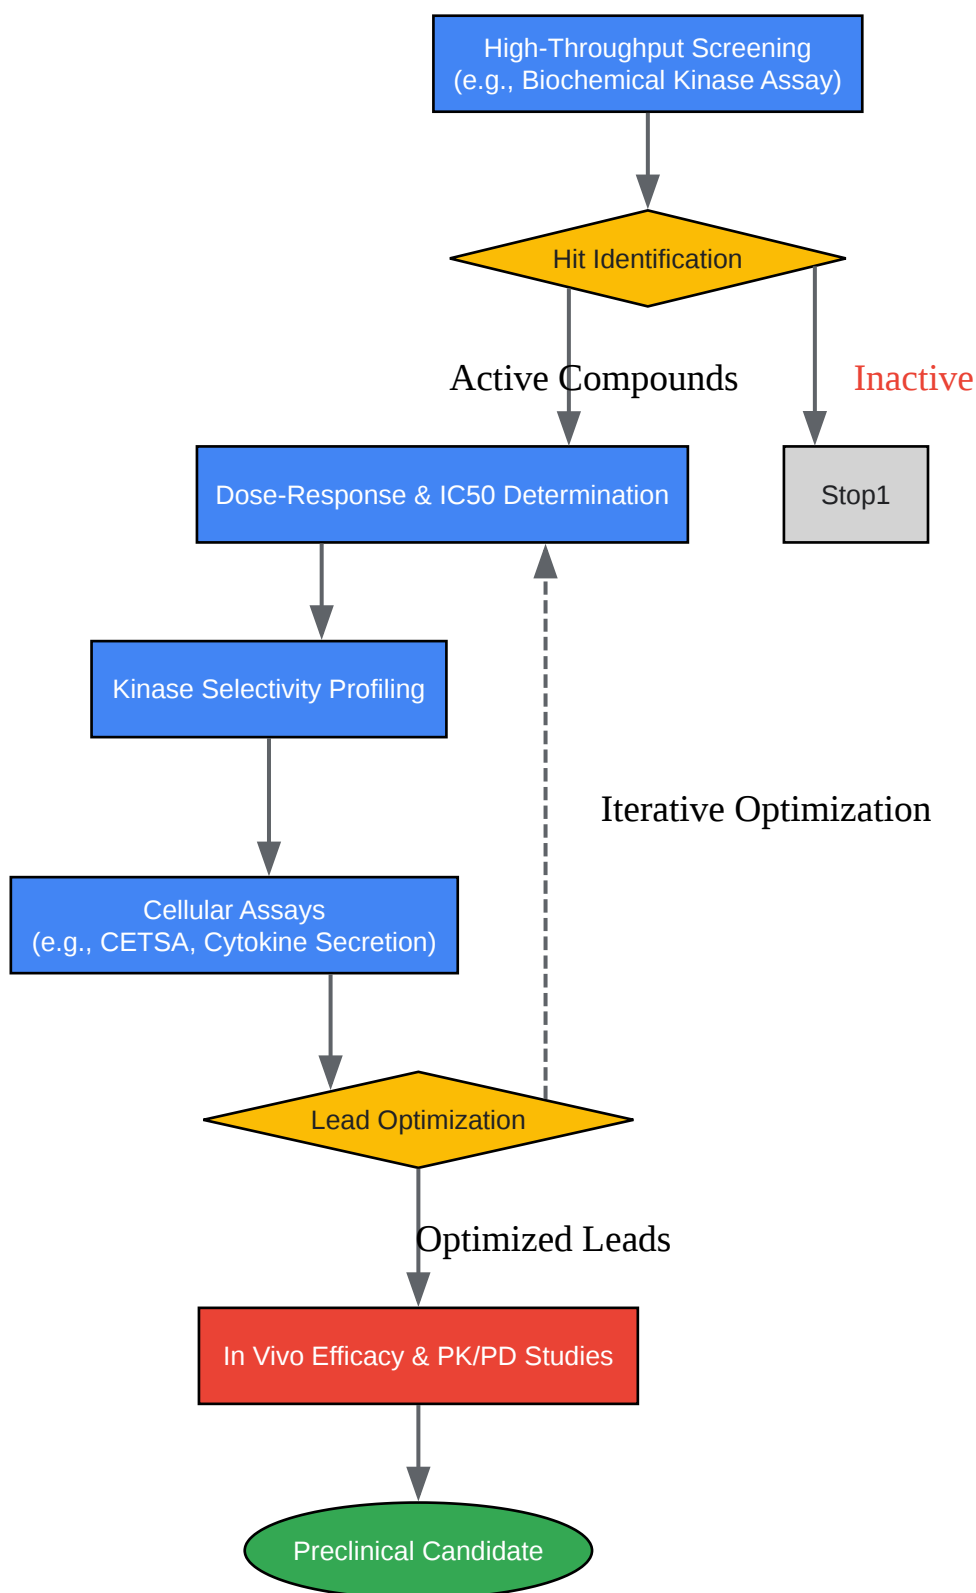 High-Throughput Screening
(e.g., Biochemical Kinase Assay)
Hit Identification
Active Compounds
Inactive
Dose-Response & IC50 Determination
Stop1
Kinase Selectivity Profiling
Iterative Optimization
Cellular Assays
(e.g., CETSA, Cytokine Secretion)
Lead Optimization
Optimized Leads
In Vivo Efficacy & PK/PD Studies
Preclinical Candidate